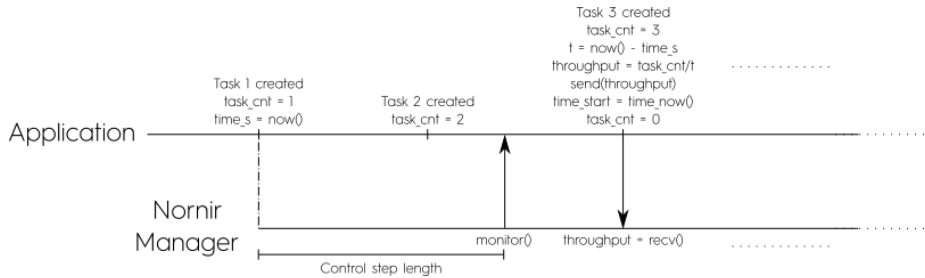 Task 3 created
task_cnt = 3
t = now() - time_s
throughput = task_cnt/t
send(throughput)
time_start = time_now()
task_cnt = 0
Task 1 created
task_cnt = 1
time_s = now()
Task 2 created
task_cnt = 2
Application
Nornir
Manager
monitor()
throughput = recv()
Control step length